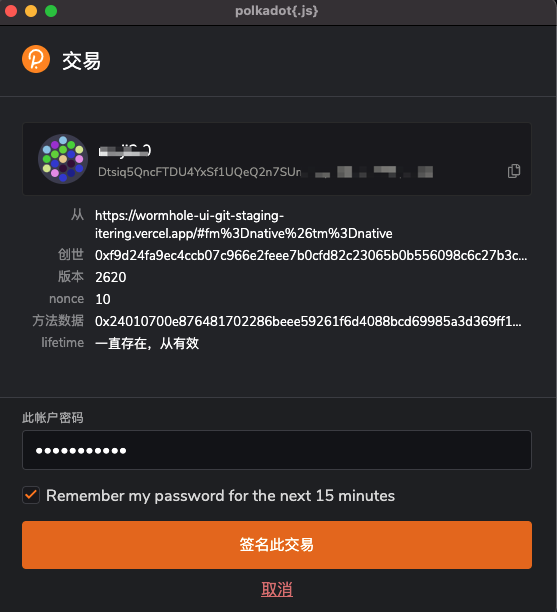 polkadot{.js}
交易
Dtsiq5QncFTDU4YxSf1UQeQ2n7SU
从 https://wormhole-ui-git-staging-
itering.vercel.app/#fm%3Dnative%26tm%3Dnative
创世 0xf9d24fa9ec4ccb07c966e2feee7b0cfd82c23065b0b556098c6c27b3c...
版本 2620
nonce 10
方法数据 0x24010700e876481702286beee59261f6d4088bcd69985a3d369ff1...
lifetime 一直存在，从有效
此帐户密码
Remember my password for the next 15 minutes
签名此交易
取消